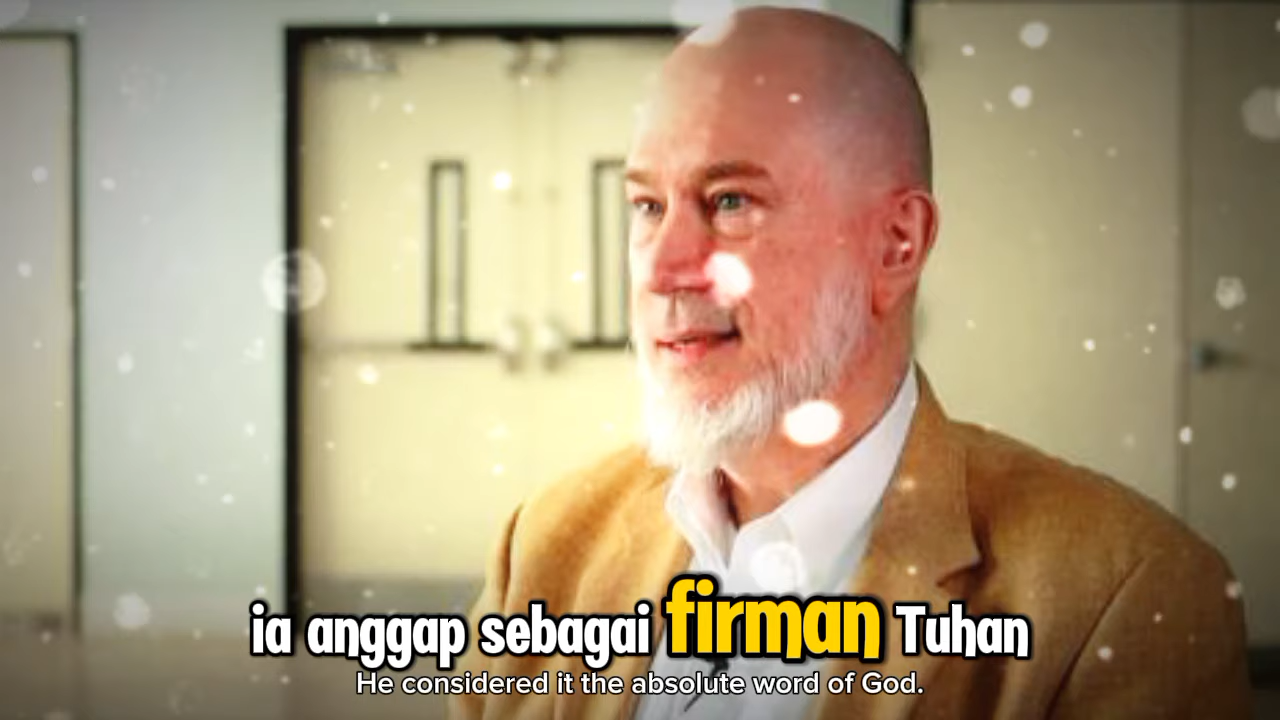 ia anggap sebagai firman Tuhan
He considered it the absolute word of God.